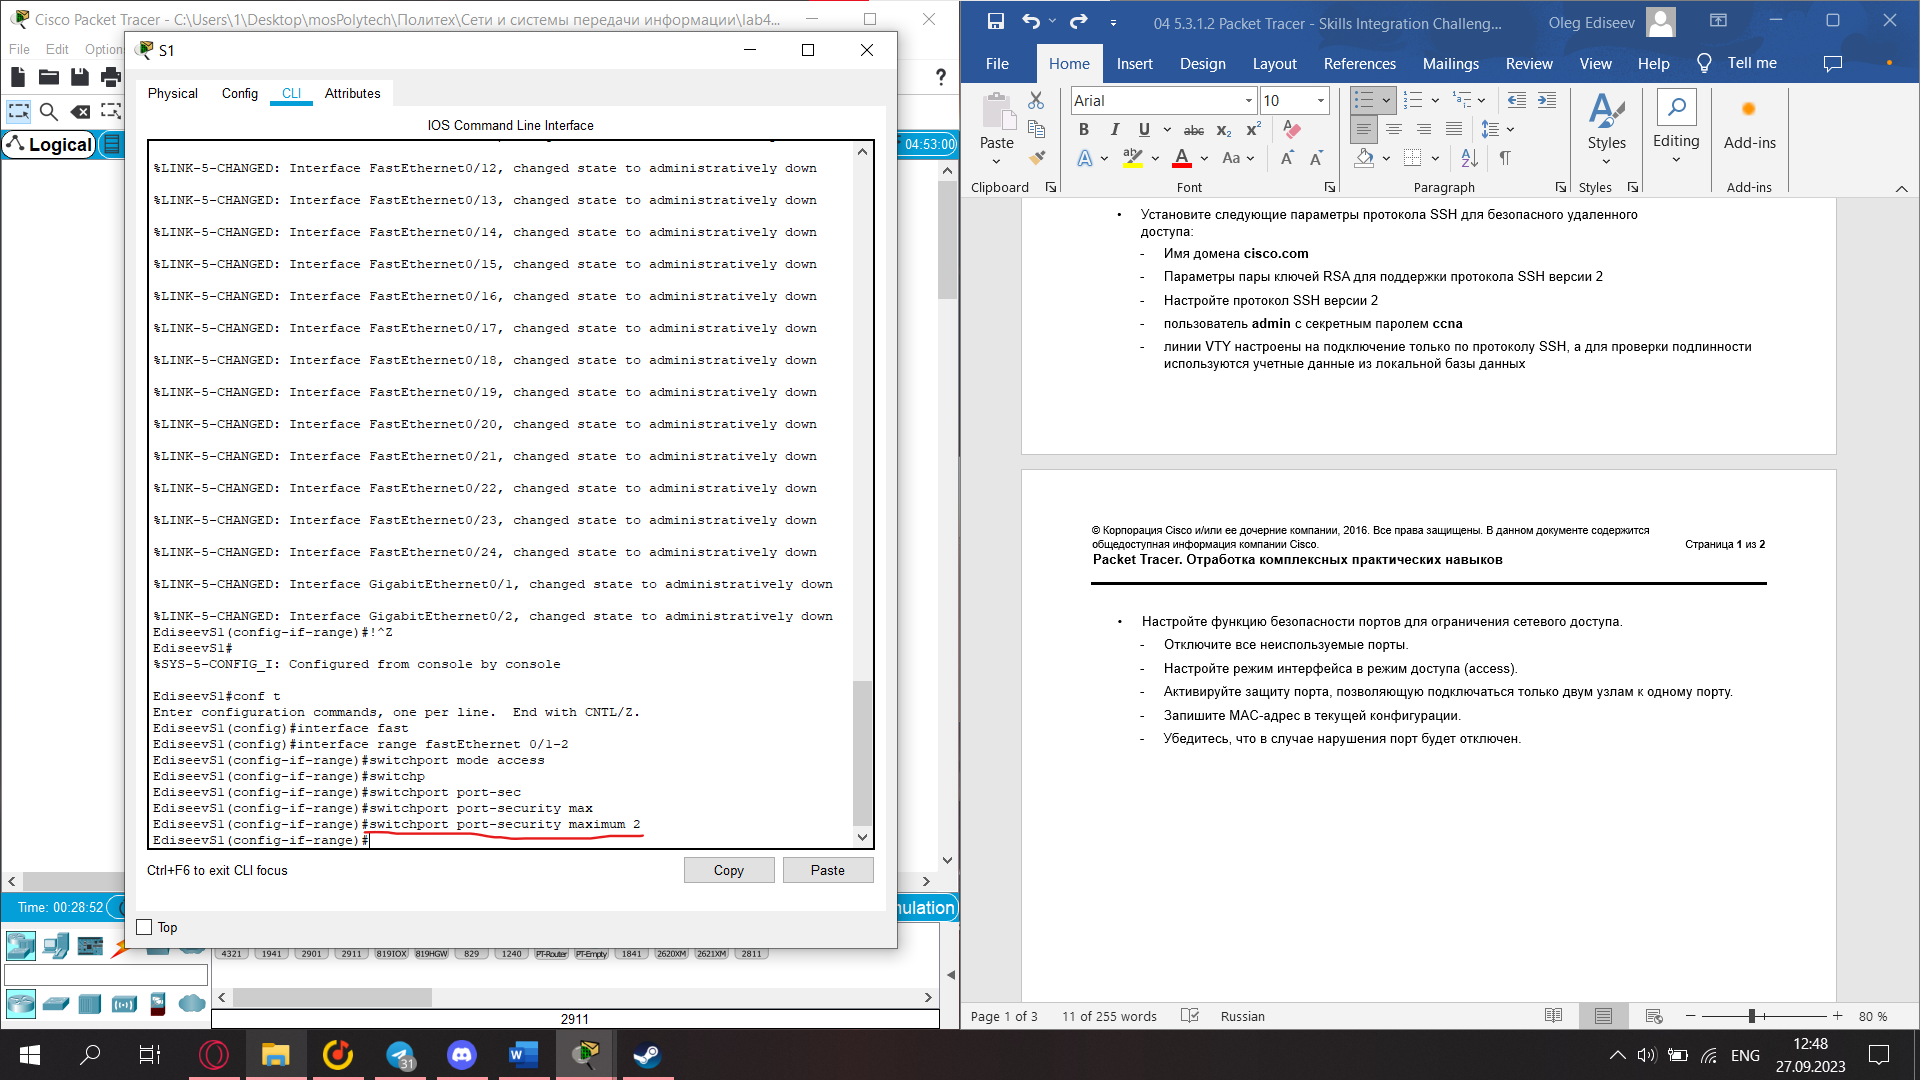 Cisco Packet Tracer - C:\Users\1\Desktop\mosPolytech\Политех\Сети и системы передачи информации\lab4...
File Edit Option
Logical
04:53:00
S1
Physical Config CLI Attributes
IOS Command Line Interface
%LINK-5-CHANGED: Interface FastEthernet0/12, changed state to administratively down
%LINK-5-CHANGED: Interface FastEthernet0/13, changed state to administratively down
%LINK-5-CHANGED: Interface FastEthernet0/14, changed state to administratively down
%LINK-5-CHANGED: Interface FastEthernet0/15, changed state to administratively down
%LINK-5-CHANGED: Interface FastEthernet0/16, changed state to administratively down
%LINK-5-CHANGED: Interface FastEthernet0/17, changed state to administratively down
%LINK-5-CHANGED: Interface FastEthernet0/18, changed state to administratively down
%LINK-5-CHANGED: Interface FastEthernet0/19, changed state to administratively down
%LINK-5-CHANGED: Interface FastEthernet0/20, changed state to administratively down
%LINK-5-CHANGED: Interface FastEthernet0/21, changed state to administratively down
%LINK-5-CHANGED: Interface FastEthernet0/22, changed state to administratively down
%LINK-5-CHANGED: Interface FastEthernet0/23, changed state to administratively down
%LINK-5-CHANGED: Interface FastEthernet0/24, changed state to administratively down
%LINK-5-CHANGED: Interface GigabitEthernet0/1, changed state to administratively down
%LINK-5-CHANGED: Interface GigabitEthernet0/2, changed state to administratively down
EdiseevS1(config-if-range)#!^Z
EdiseevS1#
%SYS-5-CONFIG_I: Configured from console by console
EdiseevS1#conf t
Enter configuration commands, one per line. End with CNTL/Z.
EdiseevS1(config)#interface fast
EdiseevS1(config)#interface range fastEthernet 0/1-2
EdiseevS1(config-if-range)#switchport mode access
EdiseevS1(config-if-range)#switchp
EdiseevS1(config-if-range)#switchport port-sec
EdiseevS1(config-if-range)#switchport port-security max
EdiseevS1(config-if-range)#switchport port-security maximum 2
EdiseevS1(config-if-range)#
Ctrl+F6 to exit CLI focus
Copy Paste
Top
Time: 00:28:52
nulation
4321 1941 2901 2911 819IOX 819HGW 829 1240 PT-Router PT-Empty 1841 2620XM 2621XM 2811
2911
04 5.3.1.2 Packet Tracer - Skills Integration Challeng...
Oleg Ediseev
File Home Insert Design Layout References Mailings Review View Help Tell me
Arial 10
Paste
Styles
Editing
Add-ins
Clipboard Font Paragraph Styles Add-ins
• Установите следующие параметры протокола SSH для безопасного удаленного
доступа:
- Имя домена cisco.com
- Параметры пары ключей RSA для поддержки протокола SSH версии 2
- Настройте протокол SSH версии 2
- пользователь admin с секретным паролем ccna
- линии VTY настроены на подключение только по протоколу SSH, а для проверки подлинности
используются учетные данные из локальной базы данных
© Корпорация Cisco и/или ее дочерние компании, 2016. Все права защищены. В данном документе содержится
общедоступная информация компании Cisco.
Страница 1 из 2
Packet Tracer. Отработка комплексных практических навыков
• Настройте функцию безопасности портов для ограничения сетевого доступа.
- Отключите все неиспользуемые порты.
- Настройте режим интерфейса в режим доступа (access).
- Активируйте защиту порта, позволяющую подключаться только двум узлам к одному порту.
- Запишите MAC-адрес в текущей конфигурации.
- Убедитесь, что в случае нарушения порт будет отключен.
Page 1 of 3 11 of 255 words Russian
80 %
31
ENG
12:48
27.09.2023